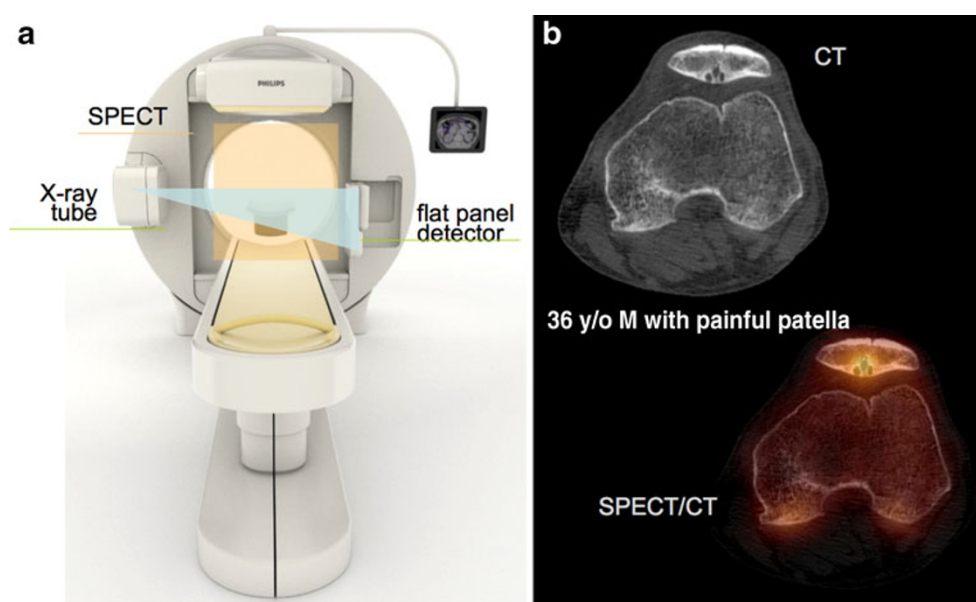 a
PHILIPS
SPECT
X-ray
tube
flat panel
detector
b
CT
36 y/o M with painful patella
SPECT/CT